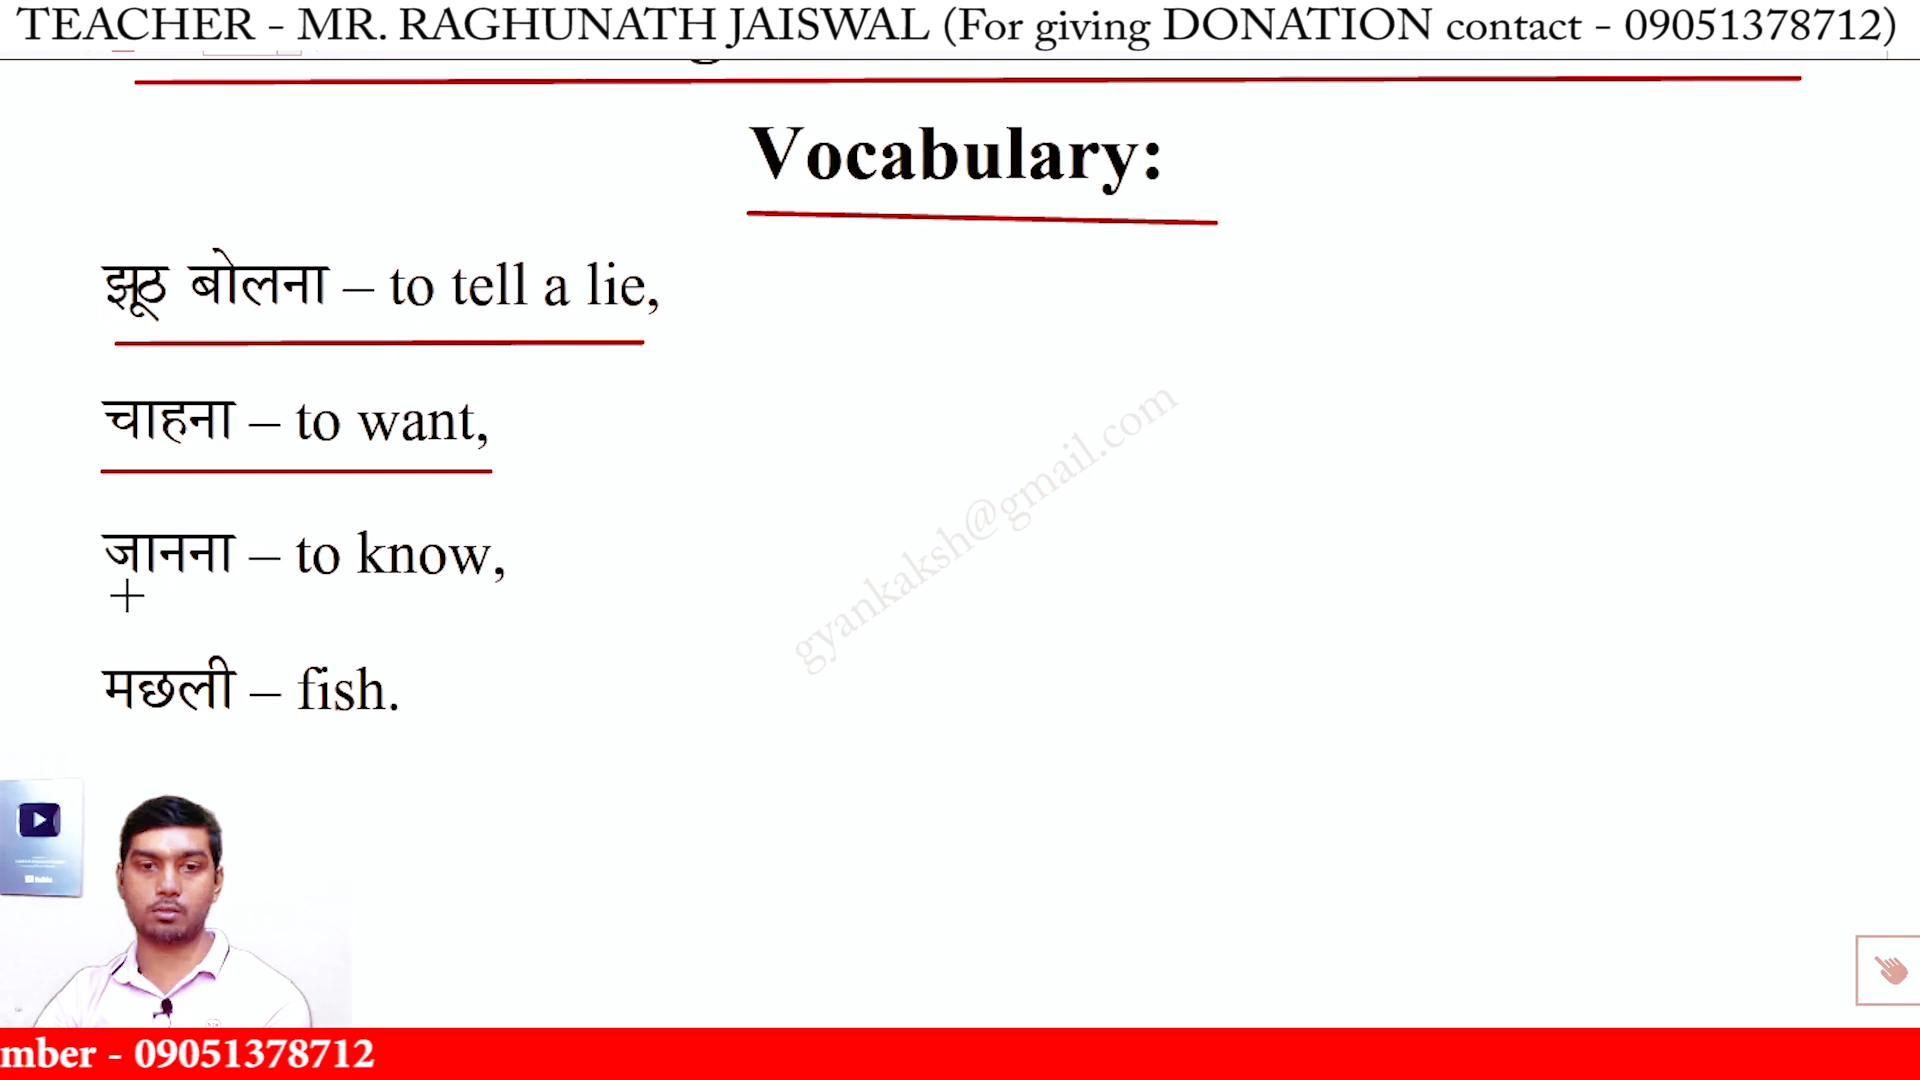 TEACHER - MR. RAGHUNATH JAISWAL (For giving DONATION contact - 09051378712)
Vocabulary:
झूठ बोलना – to tell a lie,
चाहना – to want,
जानना – to know,
मछली – fish.
gyankaksh@gmail.com
mber - 09051378712